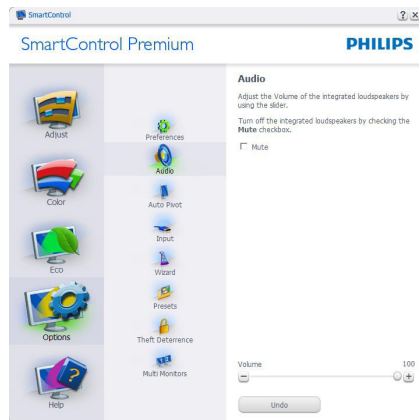 SmartControl
SmartControl Premium
PHILIPS
Adjust
Color
Eco
Options
Help
Preferences
Audio
Auto Pivot
Input
Wizard
Presets
Theft Deterrence
Multi Monitors
Audio
Adjust the Volume of the integrated loudspeakers by
using the slider.
Turn off the integrated loudspeakers by checking the
Mute checkbox.
Mute
Volume 100
Undo